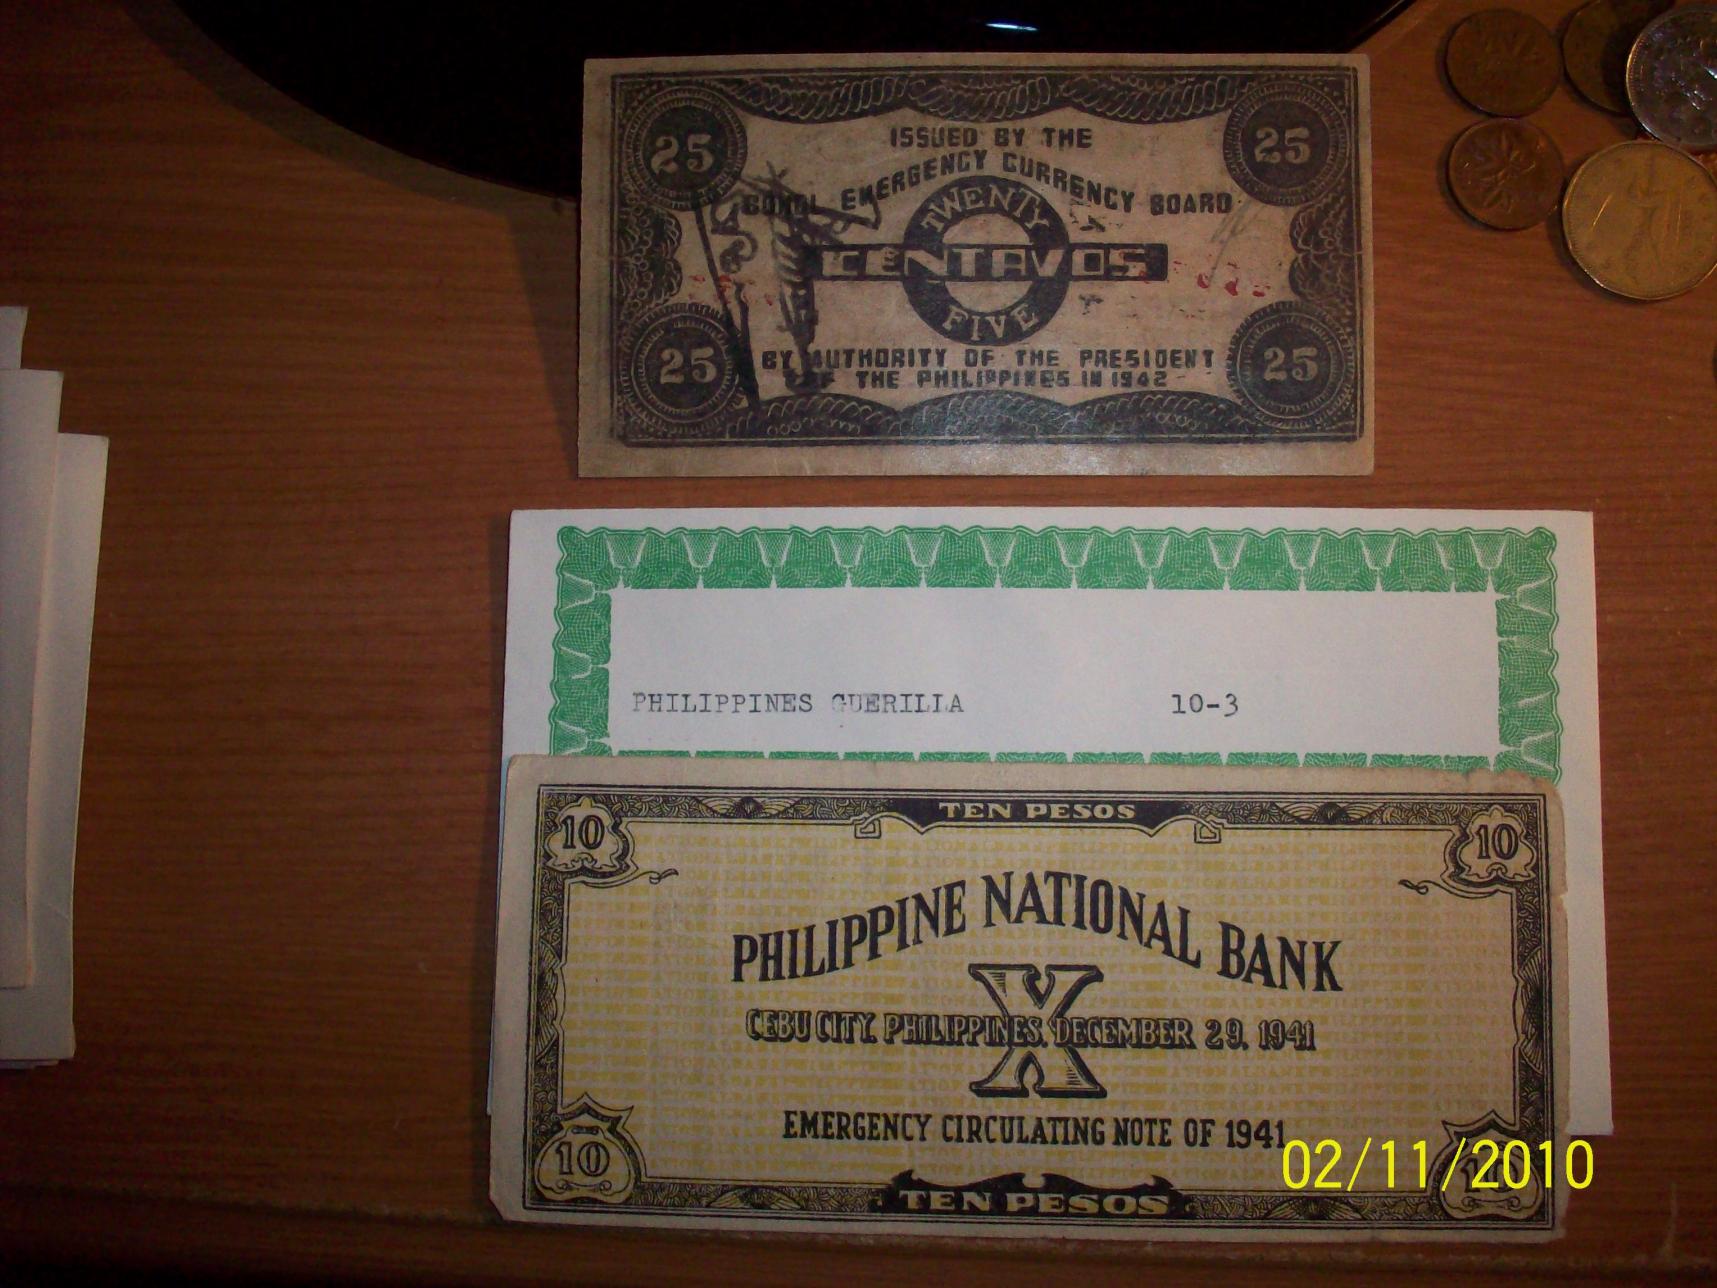 25
25
ISSUED BY THE
BOHOL EMERGENCY CURRENCY BOARD
TWENTY
CENTAVOS
FIVE
25
25
BY AUTHORITY OF THE PRESIDENT
OF THE PHILIPPINES IN 1942
PHILIPPINES GUERILLA 10-3
TEN PESOS
10
10
PHILIPPINE NATIONAL BANK
X
CEBU CITY, PHILIPPINES, DECEMBER 29, 1941
EMERGENCY CIRCULATING NOTE OF 1941
10
10
TEN PESOS
02/11/2010